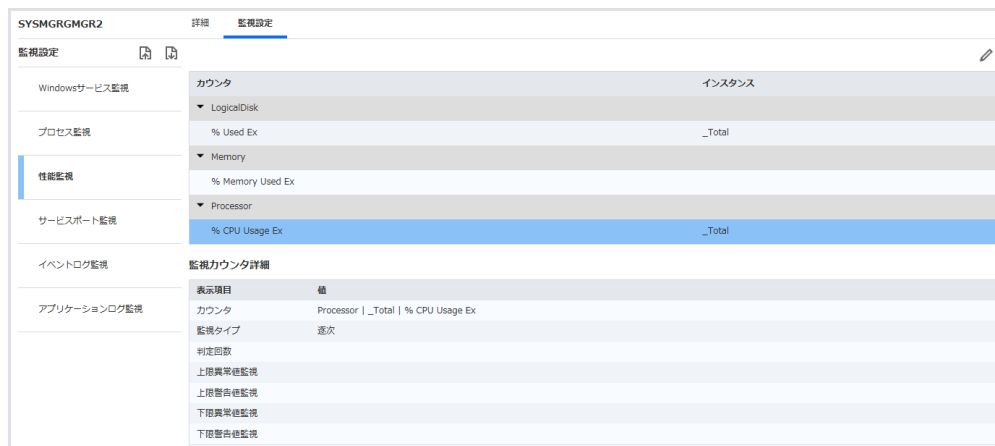 SYSMGRGMGR2 詳細 監視設定
監視設定
Windowsサービス監視
プロセス監視
性能監視
サービスポート監視
イベントログ監視
アプリケーションログ監視
カウンタ インスタンス
LogicalDisk
% Used Ex _Total
Memory
% Memory Used Ex
Processor
% CPU Usage Ex _Total
監視カウンタ詳細
表示項目 値
カウンタ Processor | _Total | % CPU Usage Ex
監視タイプ 逐次
判定回数
上限異常値監視
上限警告値監視
下限異常値監視
下限警告値監視